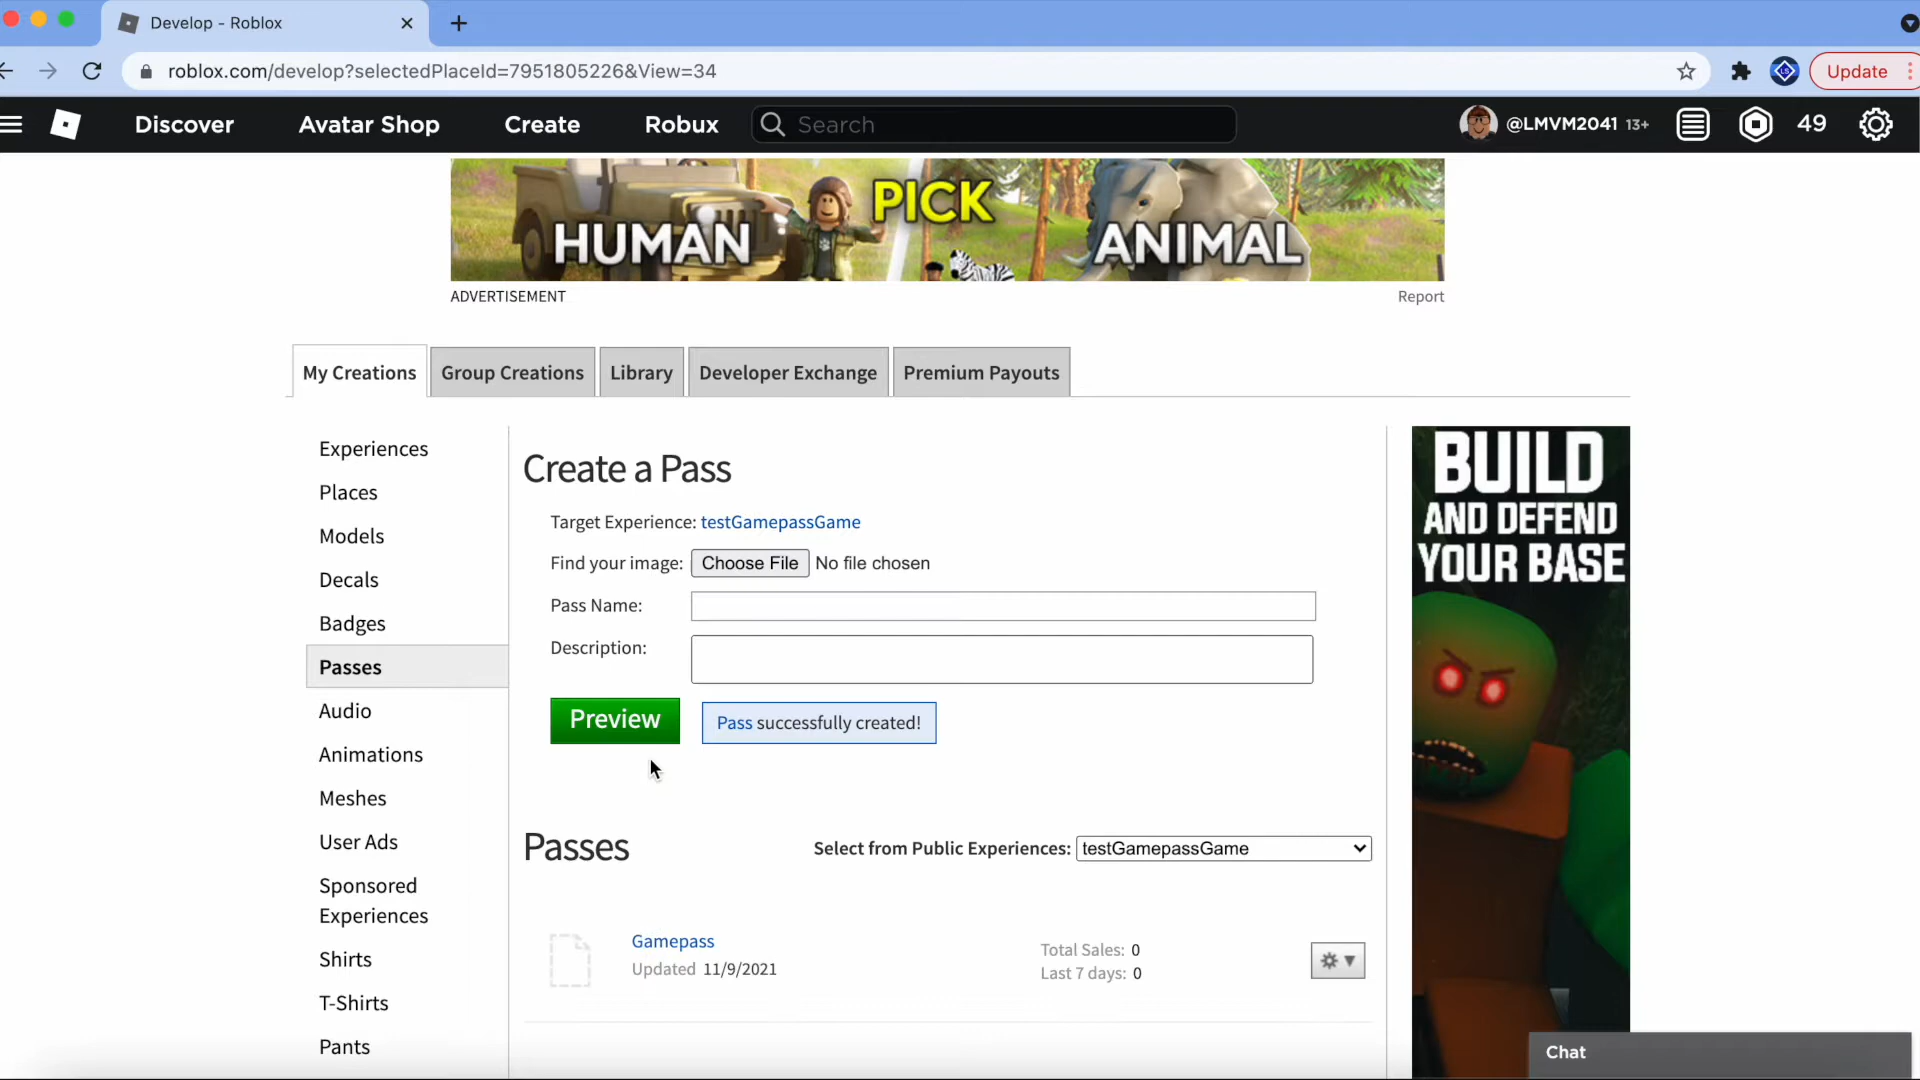 Develop - Roblox
roblox.com/develop?selectedPlaceId=7951805226&View=34
Update
Discover
Avatar Shop
Create
Robux
Search
@LMVM2041 13+
49
HUMAN PICK ANIMAL
ADVERTISEMENT
Report
My Creations
Group Creations
Library
Developer Exchange
Premium Payouts
Experiences
Places
Models
Decals
Badges
Passes
Audio
Animations
Meshes
User Ads
Sponsored
Experiences
Shirts
T-Shirts
Pants
Create a Pass
Target Experience: testGamepassGame
Find your image: Choose File No file chosen
Pass Name:
Description:
Preview
Pass successfully created!
Passes
Select from Public Experiences: testGamepassGame
Gamepass
Updated 11/9/2021
Total Sales: 0
Last 7 days: 0
BUILD
AND DEFEND
YOUR BASE
Chat